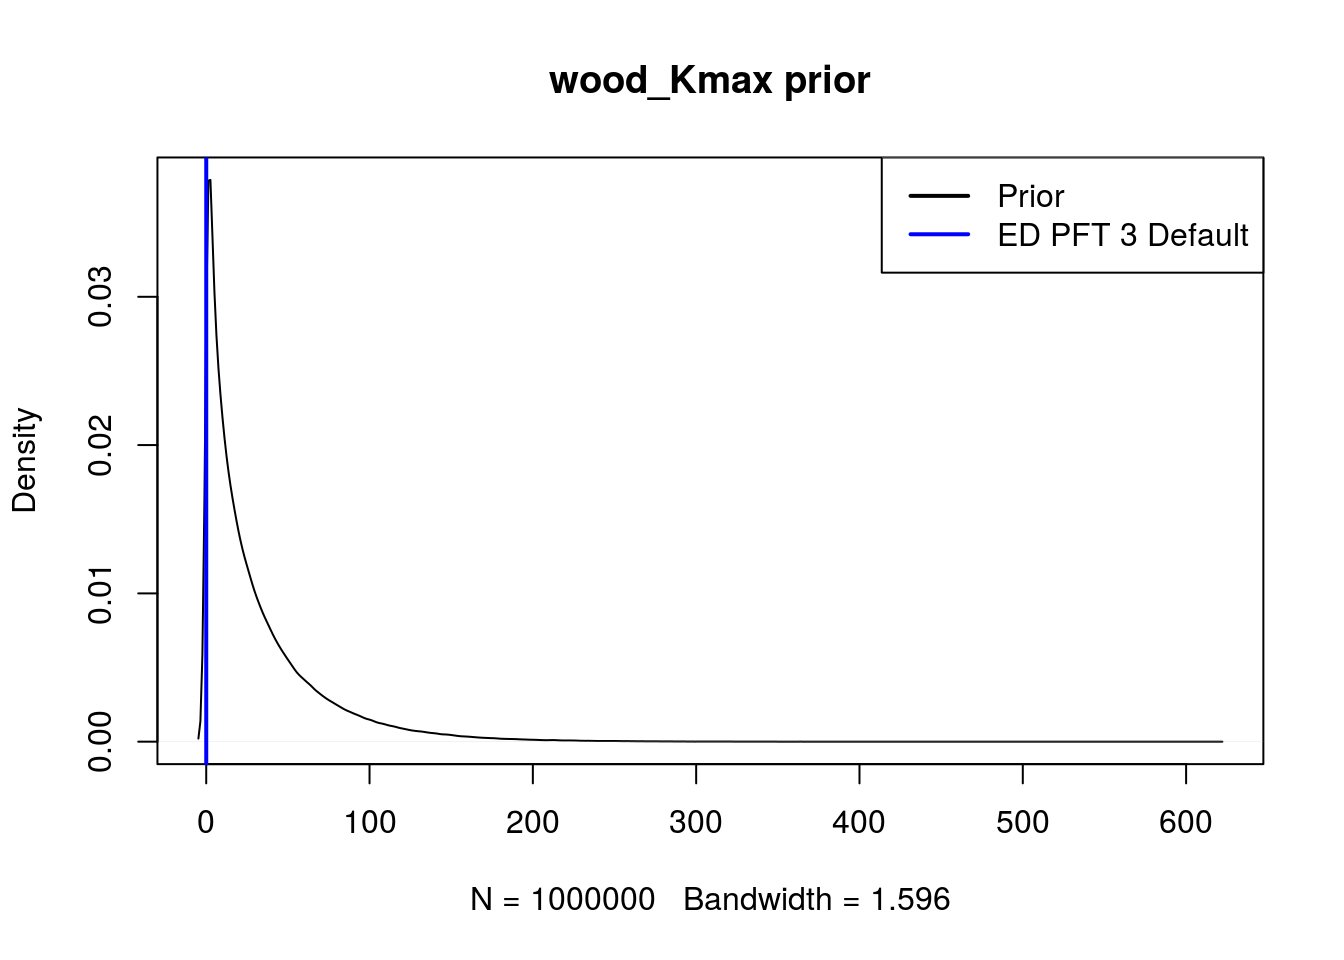 wood_Kmax prior
Prior
ED PFT 3 Default
Density
0.03
0.02
0.01
0.00
0 100 200 300 400 500 600
N = 1000000 Bandwidth = 1.596